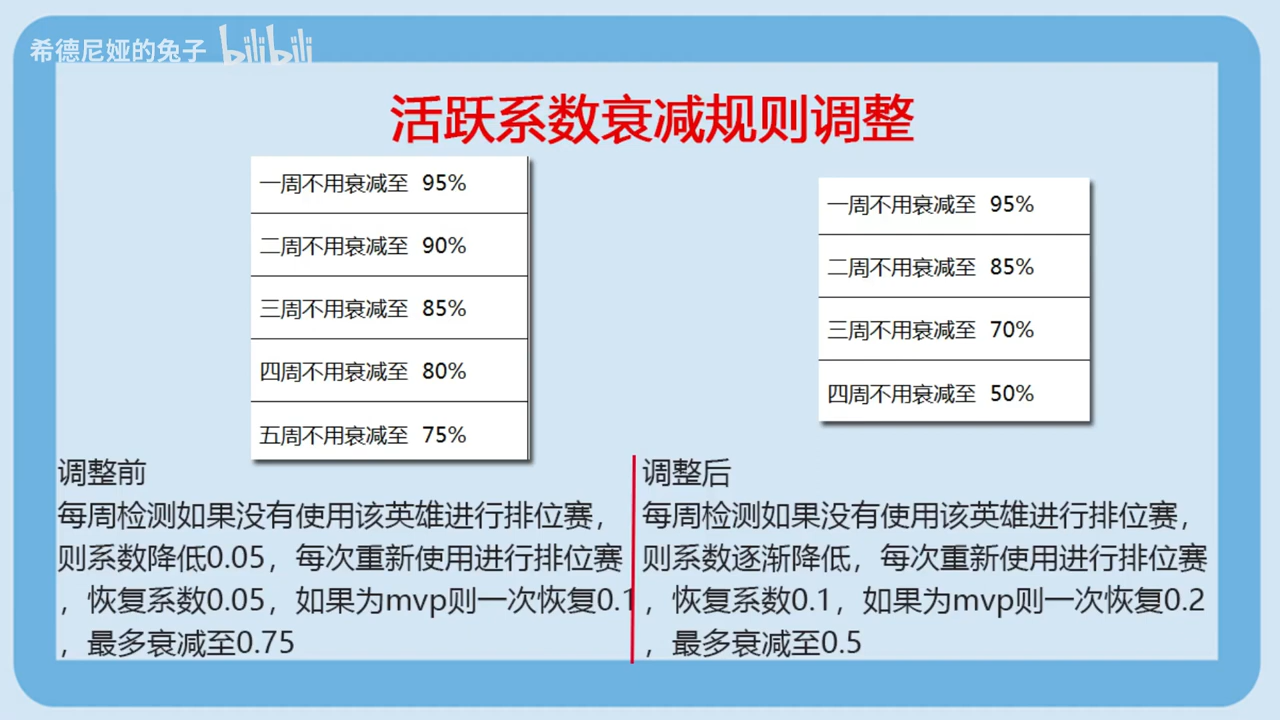 希德尼娅的兔子 bilibili
活跃系数衰减规则调整
一周不用衰减至 95%
二周不用衰减至 90%
三周不用衰减至 85%
四周不用衰减至 80%
五周不用衰减至 75%
一周不用衰减至 95%
二周不用衰减至 85%
三周不用衰减至 70%
四周不用衰减至 50%
调整前
每周检测如果没有使用该英雄进行排位赛，
则系数降低0.05，每次重新使用进行排位赛
，恢复系数0.05，如果为mvp则一次恢复0.1
，最多衰减至0.75
调整后
每周检测如果没有使用该英雄进行排位赛，
则系数逐渐降低，每次重新使用进行排位赛
，恢复系数0.1，如果为mvp则一次恢复0.2
，最多衰减至0.5